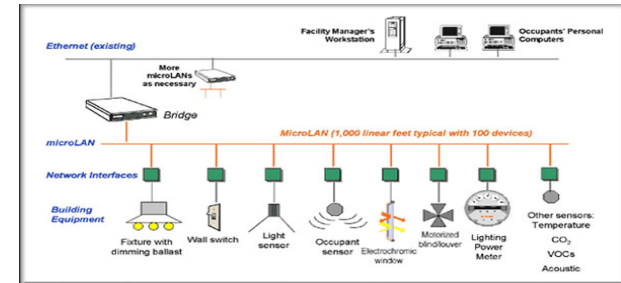 Facility Manager's
Workstation
Occupants' Personal
Computers
Ethernet (existing)
More
microLANs
as necessary
Bridge
MicroLAN (1,000 linear feet typical with 100 devices)
microLAN
Network Interfaces
Building
Equipment
Fixture with
dimming ballast
Wall switch
Light
sensor
Occupant
sensor
Electrochromic
window
Motorized
blind/louver
Lighting
Power
Meter
Other sensors:
Temperature
CO₂
VOCs
Acoustic